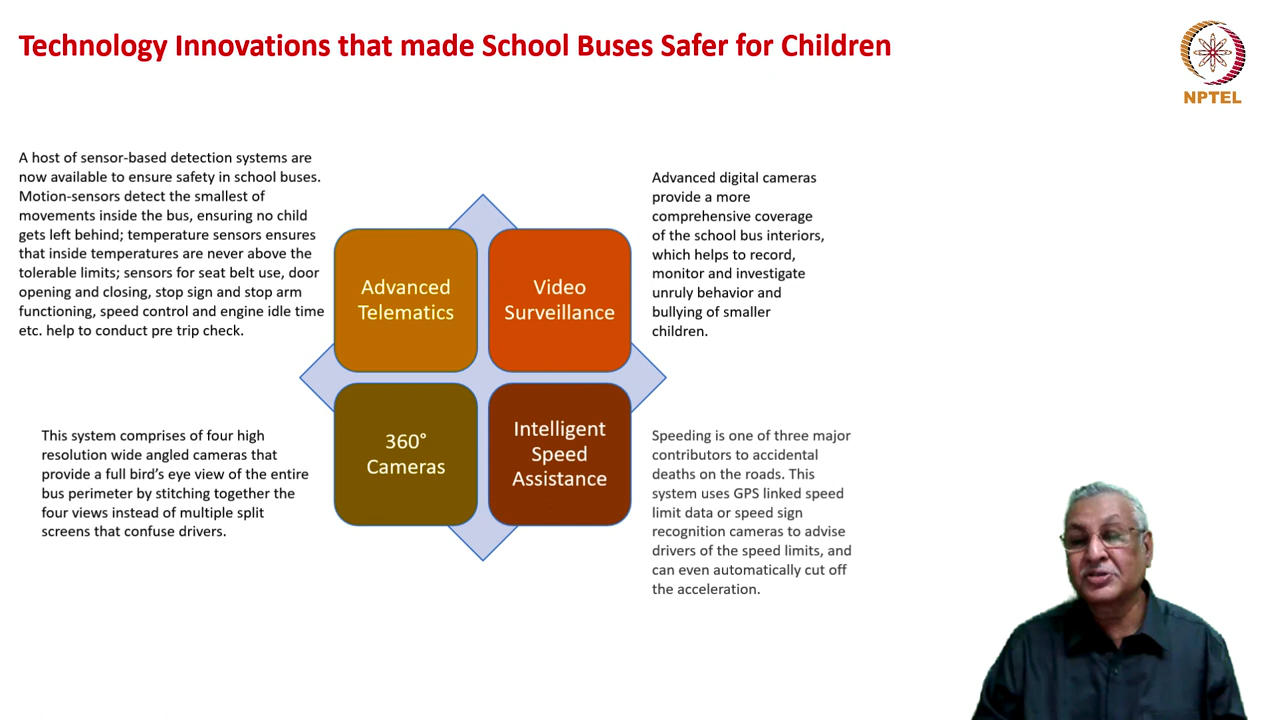 Technology Innovations that made School Buses Safer for Children
NPTEL
A host of sensor-based detection systems are
now available to ensure safety in school buses.
Motion-sensors detect the smallest of
movements inside the bus, ensuring no child
gets left behind; temperature sensors ensures
that inside temperatures are never above the
tolerable limits; sensors for seat belt use, door
opening and closing, stop sign and stop arm
functioning, speed control and engine idle time
etc. help to conduct pre trip check.
Advanced
Telematics
Video
Surveillance
Advanced digital cameras
provide a more
comprehensive coverage
of the school bus interiors,
which helps to record,
monitor and investigate
unruly behavior and
bullying of smaller
children.
This system comprises of four high
resolution wide angled cameras that
provide a full bird’s eye view of the entire
bus perimeter by stitching together the
four views instead of multiple split
screens that confuse drivers.
360°
Cameras
Intelligent
Speed
Assistance
Speeding is one of three major
contributors to accidental
deaths on the roads. This
system uses GPS linked speed
limit data or speed sign
recognition cameras to advise
drivers of the speed limits, and
can even automatically cut off
the acceleration.